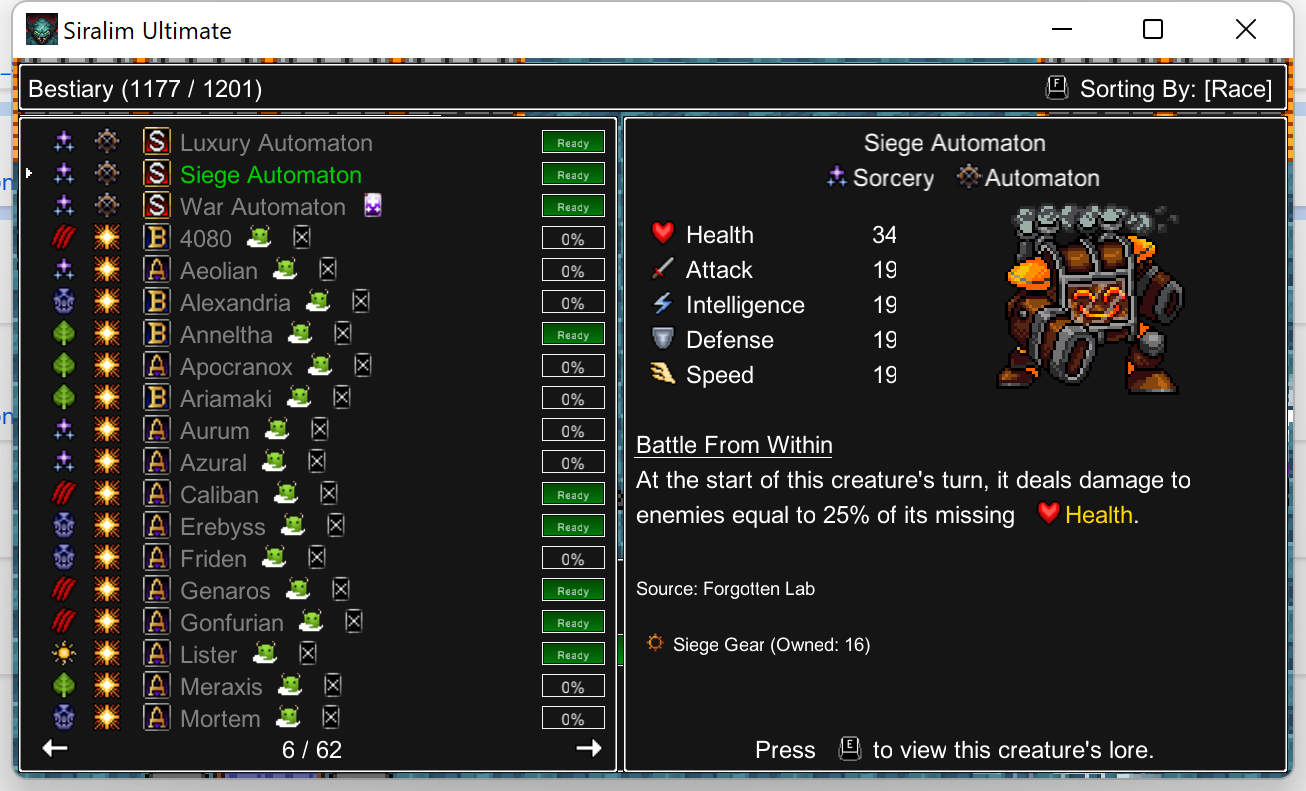 Siralim Ultimate
Bestiary (1177 / 1201)
F Sorting By: [Race]
S Luxury Automaton Ready
S Siege Automaton Ready
S War Automaton Ready
B 4080 0%
A Aeolian 0%
B Alexandria 0%
B Anneltha Ready
A Apocranox 0%
B Ariamaki 0%
A Aurum 0%
A Azural 0%
A Caliban Ready
A Erebyss Ready
A Friden 0%
A Genaros Ready
A Gonfurian Ready
A Lister Ready
A Meraxis 0%
A Mortem 0%
6 / 62
Siege Automaton
Sorcery Automaton
Health 34
Attack 19
Intelligence 19
Defense 19
Speed 19
Battle From Within
At the start of this creature's turn, it deals damage to
enemies equal to 25% of its missing Health.
Source: Forgotten Lab
Siege Gear (Owned: 16)
Press E to view this creature's lore.